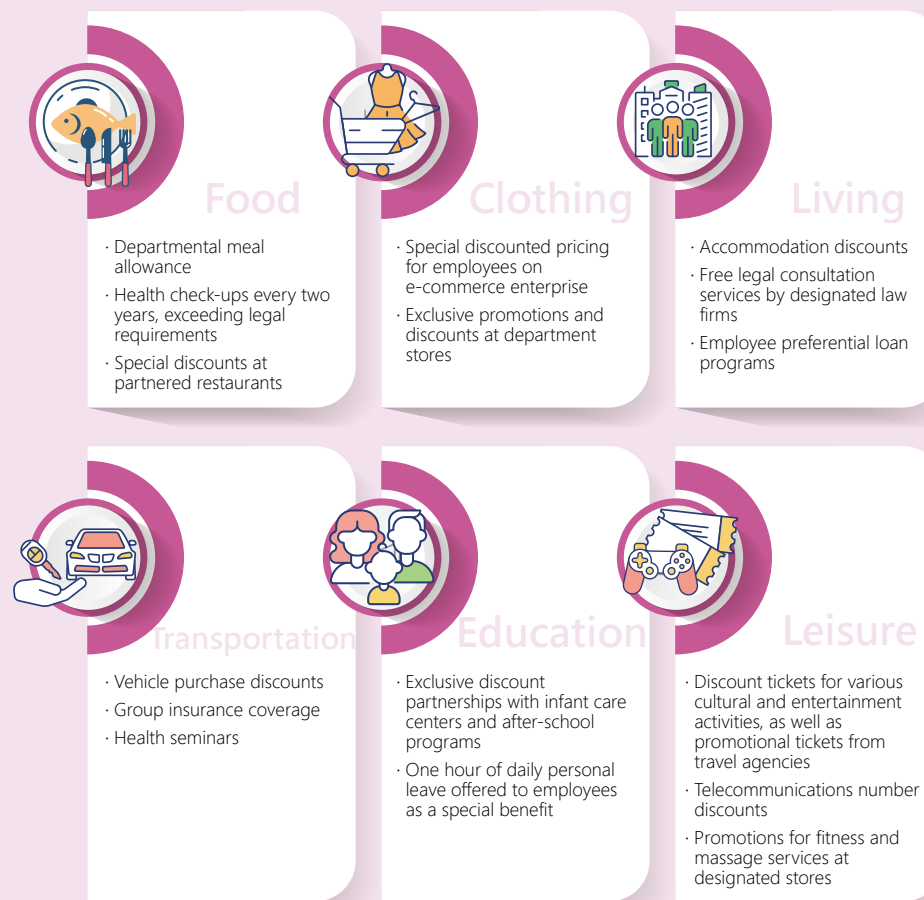 Food
· Departmental meal
allowance
· Health check-ups every two
years, exceeding legal
requirements
· Special discounts at
partnered restaurants
Clothing
· Special discounted pricing
for employees on
e-commerce enterprise
· Exclusive promotions and
discounts at department
stores
Living
· Accommodation discounts
· Free legal consultation
services by designated law
firms
· Employee preferential loan
programs
Transportation
· Vehicle purchase discounts
· Group insurance coverage
· Health seminars
Education
· Exclusive discount
partnerships with infant care
centers and after-school
programs
· One hour of daily personal
leave offered to employees
as a special benefit
Leisure
· Discount tickets for various
cultural and entertainment
activities, as well as
promotional tickets from
travel agencies
· Telecommunications number
discounts
· Promotions for fitness and
massage services at
designated stores